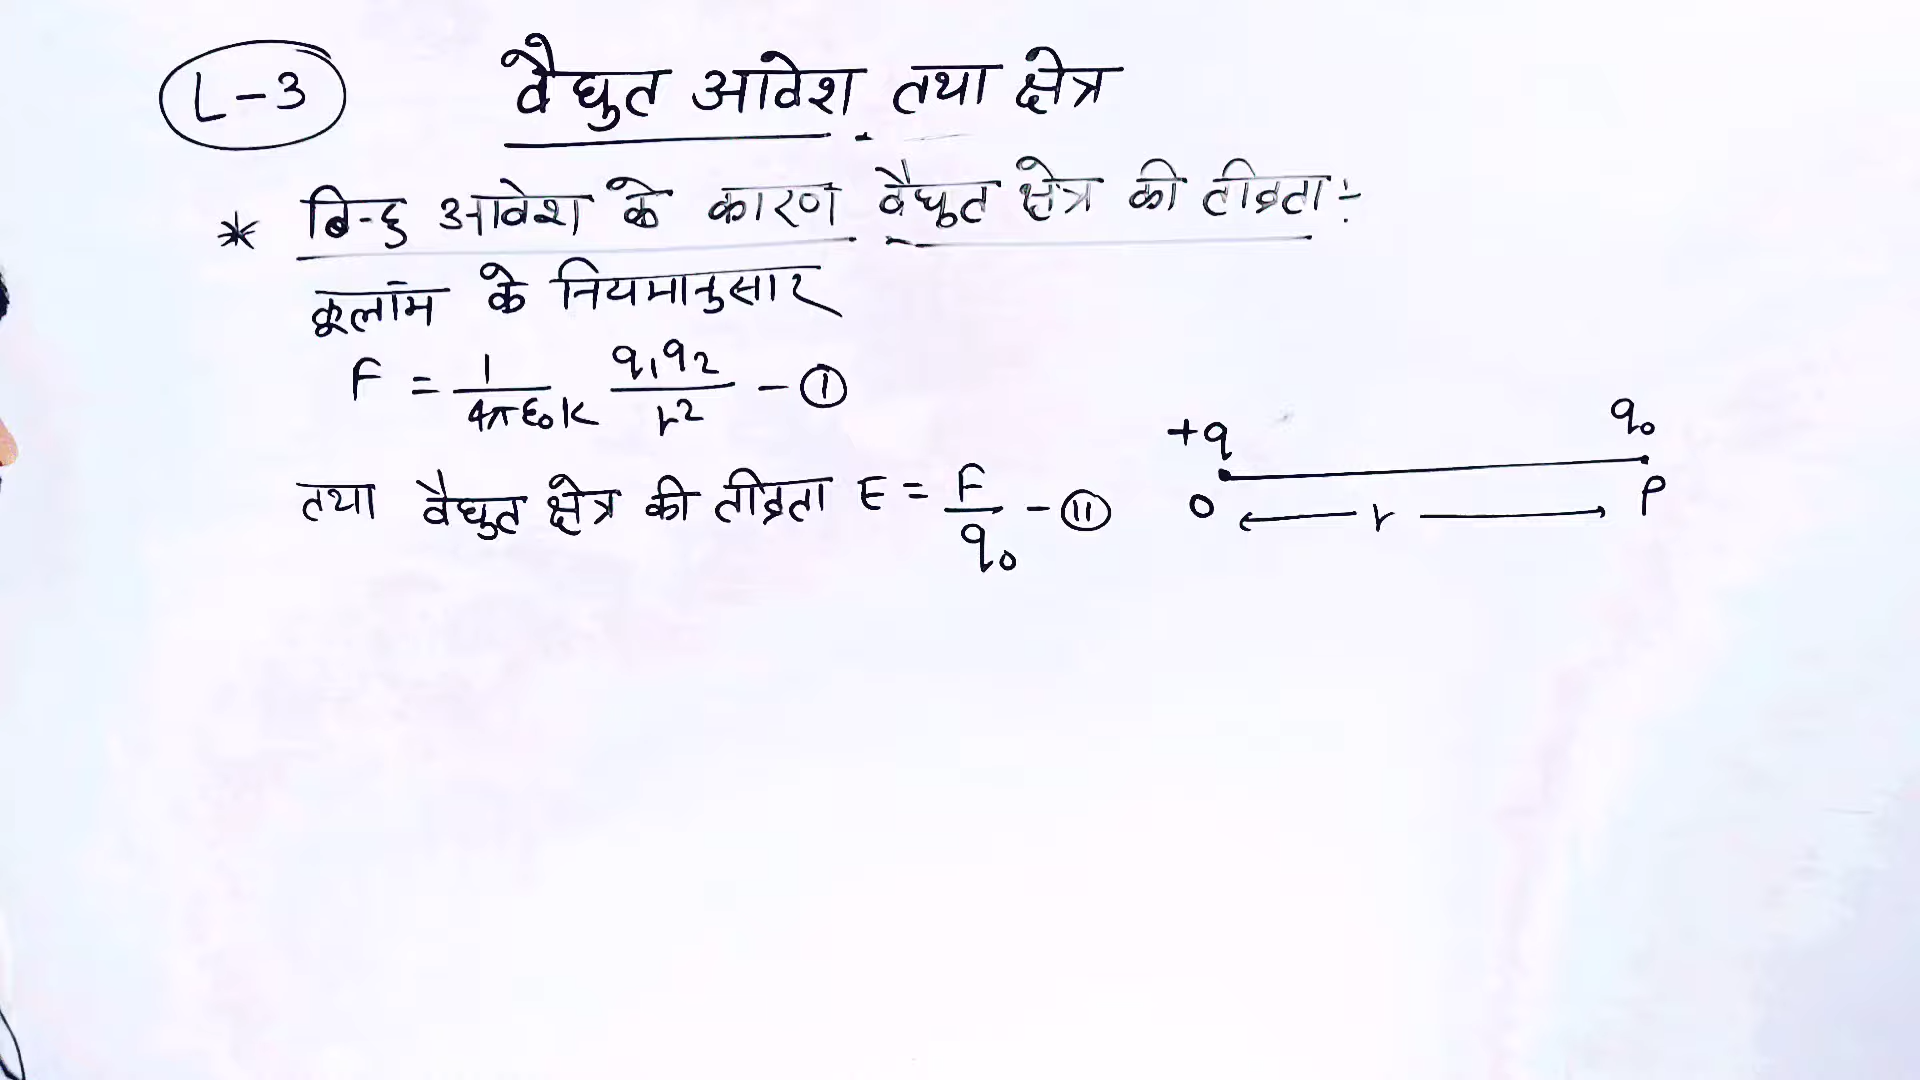 L-3
वैद्युत आवेश तथा क्षेत्र
* बिन्दु आवेश के कारण वैद्युत क्षेत्र की तीव्रता :-
कूलॉम के नियमानुसार
F = 1/4πε₀K q₁q₂/r² - (I)
तथा वैद्युत क्षेत्र की तीव्रता E = F/q₀ - (II)
+q q₀
O r P